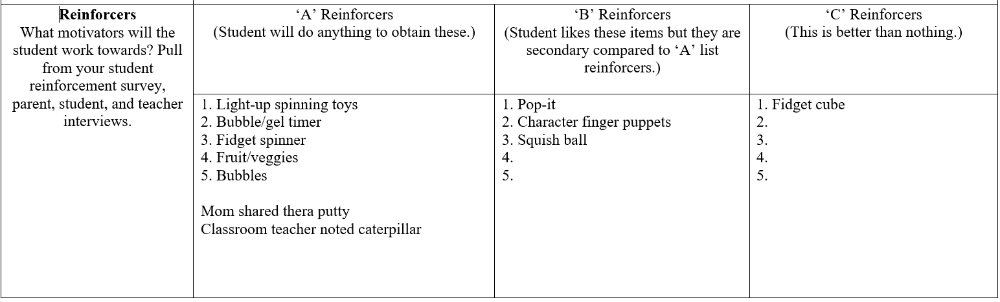 Reinforcers
What motivators will the
student work towards? Pull
from your student
reinforcement survey,
parent, student, and teacher
interviews.
‘A’ Reinforcers
(Student will do anything to obtain these.)
‘B’ Reinforcers
(Student likes these items but they are
secondary compared to ‘A’ list
reinforcers.)
‘C’ Reinforcers
(This is better than nothing.)
1. Light-up spinning toys
2. Bubble/gel timer
3. Fidget spinner
4. Fruit/veggies
5. Bubbles
Mom shared thera putty
Classroom teacher noted caterpillar
1. Pop-it
2. Character finger puppets
3. Squish ball
4.
5.
1. Fidget cube
2.
3.
4.
5.